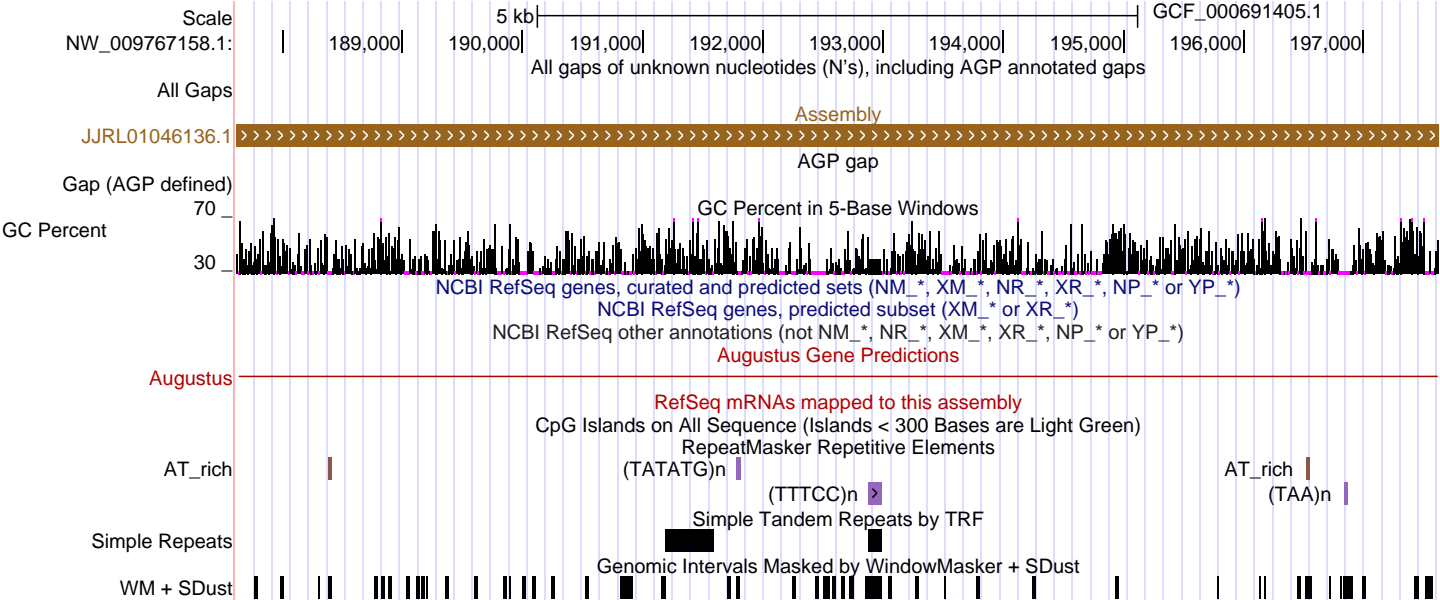 Scale 5 kb GCF_000691405.1
NW_009767158.1: 189,000 190,000 191,000 192,000 193,000 194,000 195,000 196,000 197,000
All gaps of unknown nucleotides (N's), including AGP annotated gaps
All Gaps
Assembly
JJRL01046136.1
AGP gap
Gap (AGP defined)
GC Percent in 5-Base Windows
70 _
GC Percent
30 _
NCBI RefSeq genes, curated and predicted sets (NM_*, XM_*, NR_*, XR_*, NP_* or YP_*)
NCBI RefSeq genes, predicted subset (XM_* or XR_*)
NCBI RefSeq other annotations (not NM_*, NR_*, XM_*, XR_*, NP_* or YP_*)
Augustus Gene Predictions
Augustus
RefSeq mRNAs mapped to this assembly
CpG Islands on All Sequence (Islands < 300 Bases are Light Green)
RepeatMasker Repetitive Elements
AT_rich (TATATG)n AT_rich
(TTTCC)n (TAA)n
Simple Tandem Repeats by TRF
Simple Repeats
Genomic Intervals Masked by WindowMasker + SDust
WM + SDust